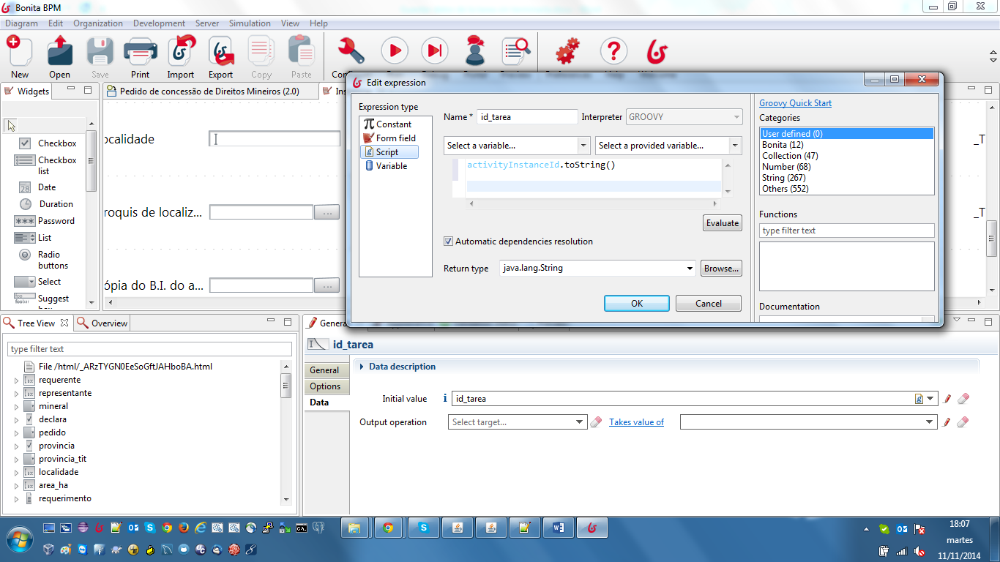 Bonita BPM
Diagram Edit Organization Development Server Simulation View Help
New Open Save Print Import Export Copy Paste
Widgets
Pedido de concessão de Direitos Mineiros (2.0)
Checkbox
Checkbox list
Date
Duration
Password
List
Radio buttons
Select
Suggest
ocalidade
roquis de localiz...
ópia do B.I. do a...
...
...
_T
_T
Edit expression
Expression type
Constant
Form field
Script
Variable
Name * id_tarea Interpreter GROOVY
Select a variable... Select a provided variable...
activityInstanceId.toString()
Evaluate
Automatic dependencies resolution
Return type java.lang.String Browse...
OK Cancel
Groovy Quick Start
Categories
User defined (0)
Bonita (12)
Collection (47)
Number (68)
String (267)
Others (552)
Functions
type filter text
Documentation
Tree View Overview
type filter text
File /html/_ARzTYGN0EeSoGftJAHboBA.html
requerente
representante
mineral
declara
pedido
provincia
provincia_tit
localidade
area_ha
requerimento
id_tarea
General
Options
Data
Data description
Initial value id_tarea
Output operation Select target... Takes value of
18:07
martes
11/11/2014